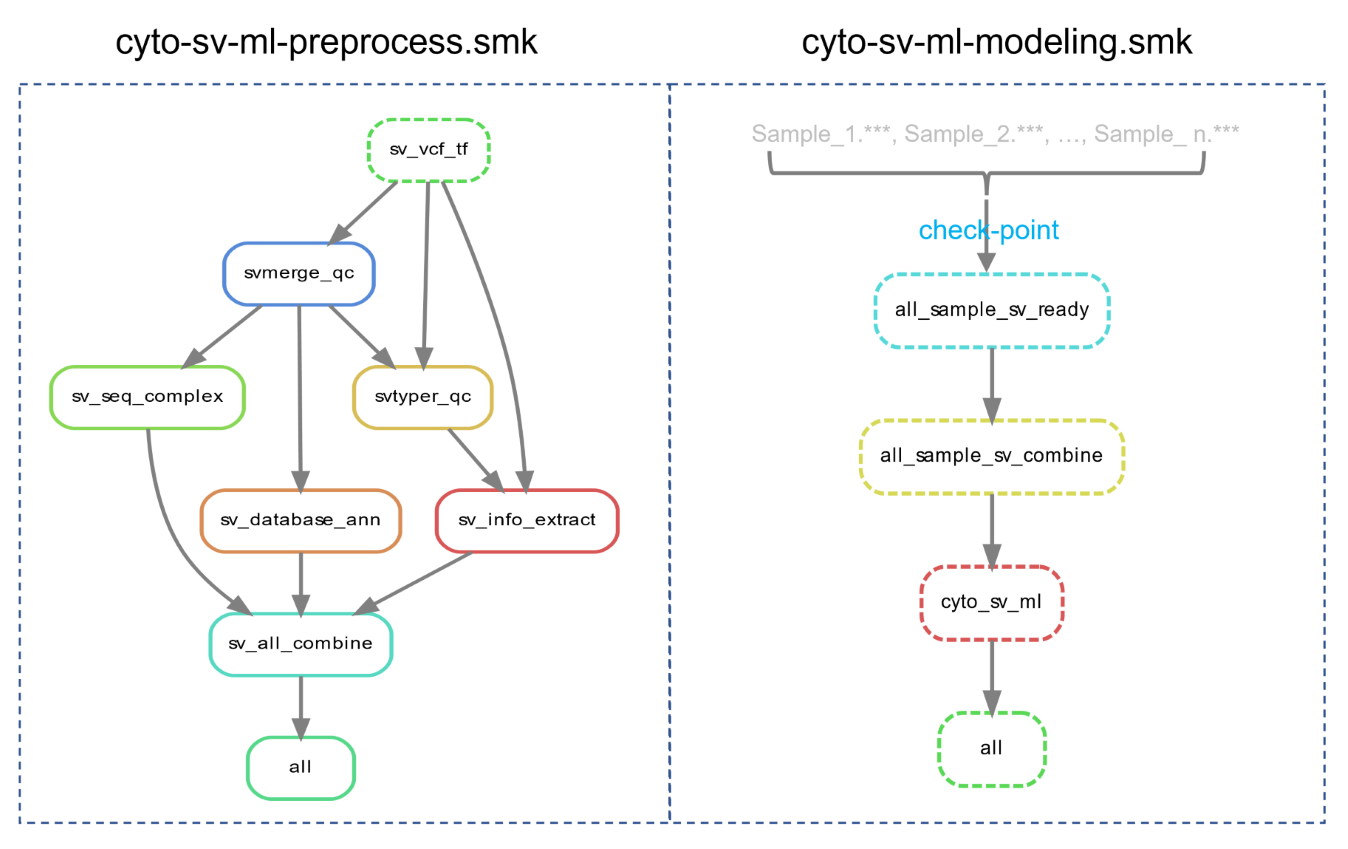 cyto-sv-ml-preprocess.smk
sv_vcf_tf
svmerge_qc
sv_seq_complex
svtyper_qc
sv_database_ann
sv_info_extract
sv_all_combine
all
cyto-sv-ml-modeling.smk
Sample_1.***, Sample_2.***, ..., Sample_ n.***
check-point
all_sample_sv_ready
all_sample_sv_combine
cyto_sv_ml
all